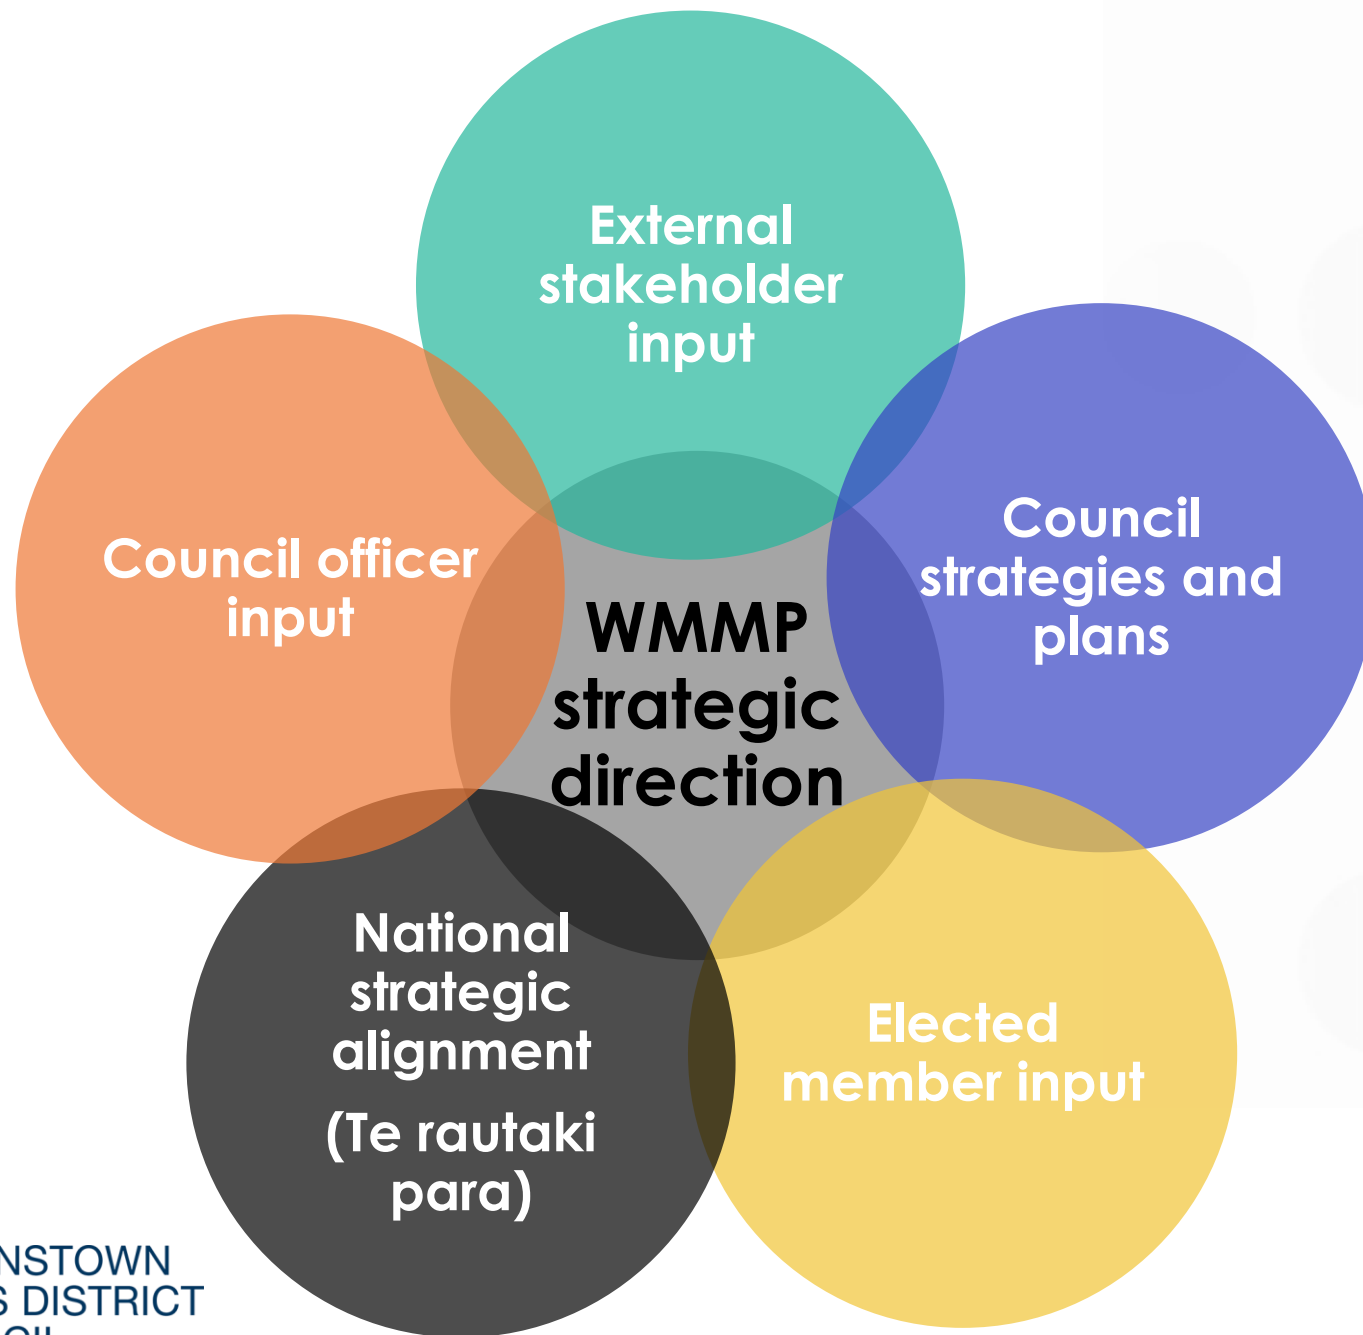 External
stakeholder
input
Council officer
input
Council
strategies and
plans
WMMP
strategic
direction
National
strategic
alignment
(Te rautaki
para)
Elected
member input
NSTOWN
S DISTRICT